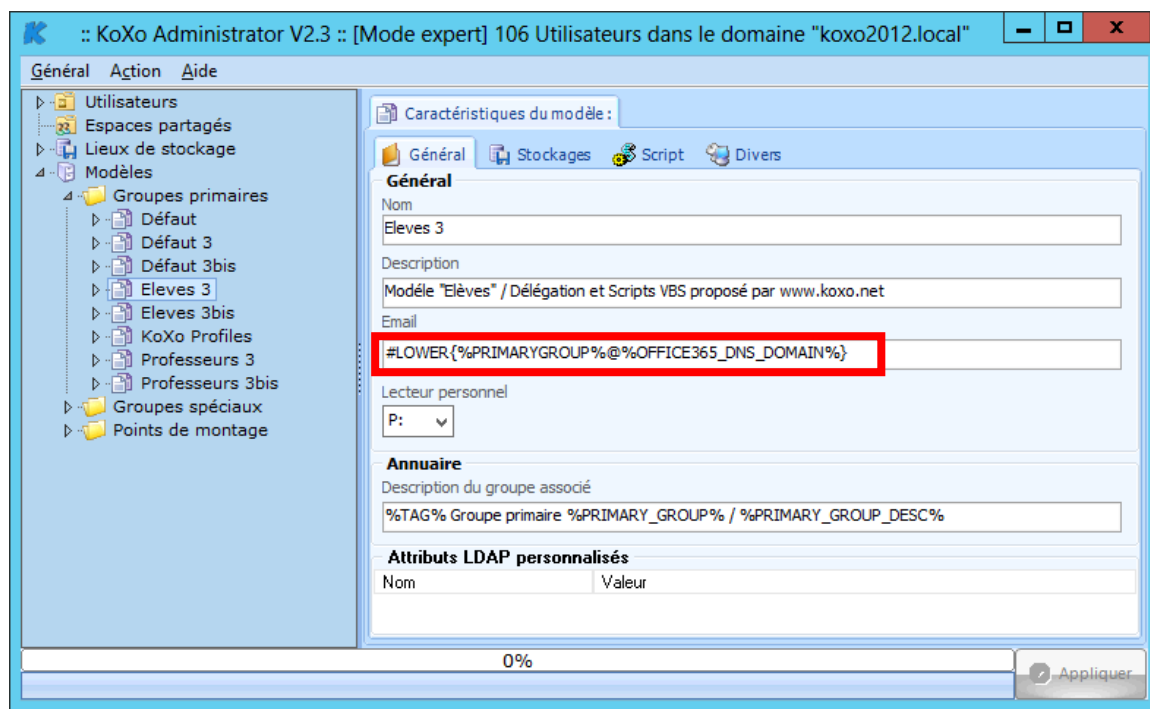 :: KoXo Administrator V2.3 :: [Mode expert] 106 Utilisateurs dans le domaine "koxo2012.local"
Général Action Aide
Utilisateurs
Espaces partagés
Lieux de stockage
Modèles
Groupes primaires
Défaut
Défaut 3
Défaut 3bis
Eleves 3
Eleves 3bis
KoXo Profiles
Professeurs 3
Professeurs 3bis
Groupes spéciaux
Points de montage
Caractéristiques du modèle :
Général Stockages Script Divers
Général
Nom
Eleves 3
Description
Modéle "Elèves" / Délégation et Scripts VBS proposé par www.koxo.net
Email
#LOWER{%PRIMARYGROUP%@%OFFICE365_DNS_DOMAIN%}
Lecteur personnel
P:
Annuaire
Description du groupe associé
%TAG% Groupe primaire %PRIMARY_GROUP% / %PRIMARY_GROUP_DESC%
Attributs LDAP personnalisés
Nom Valeur
0%
Appliquer